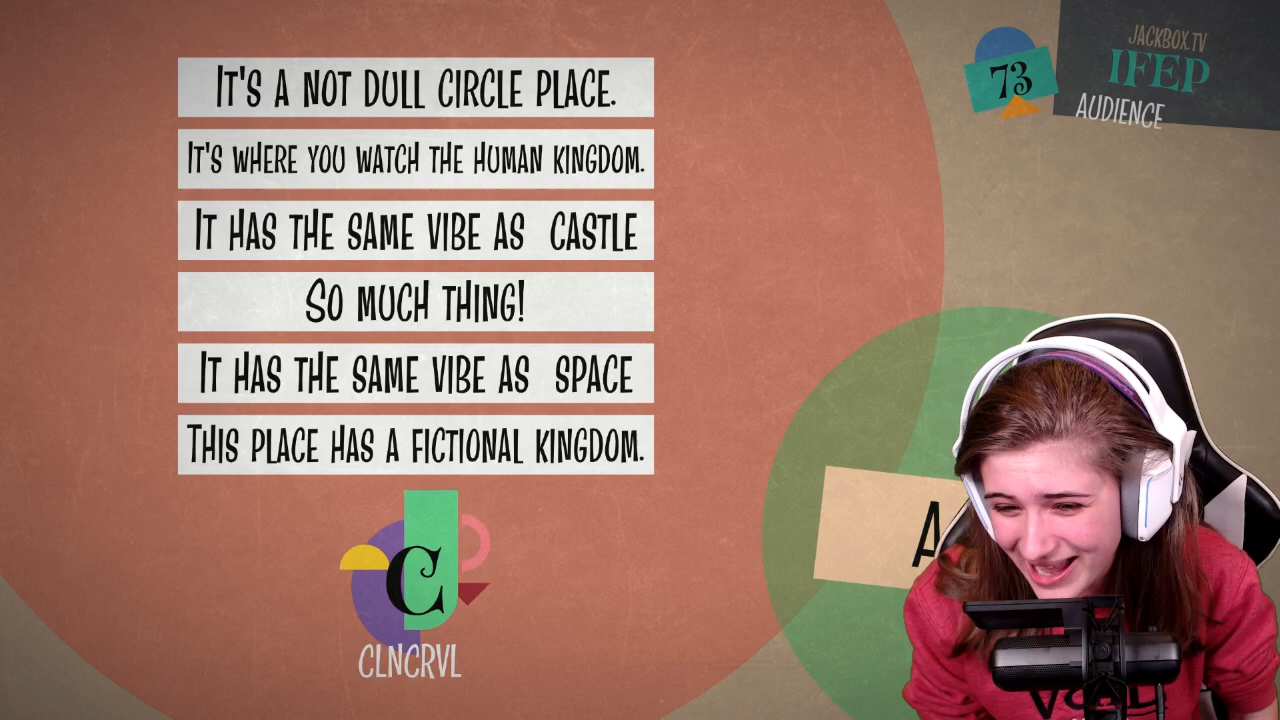 IT'S A NOT DULL CIRCLE PLACE.
IT'S WHERE YOU WATCH THE HUMAN KINGDOM.
IT HAS THE SAME VIBE AS CASTLE
SO MUCH THING!
IT HAS THE SAME VIBE AS SPACE
THIS PLACE HAS A FICTIONAL KINGDOM.
C
CLNCRVL
73
JACKBOX.TV
IFEP
AUDIENCE
A